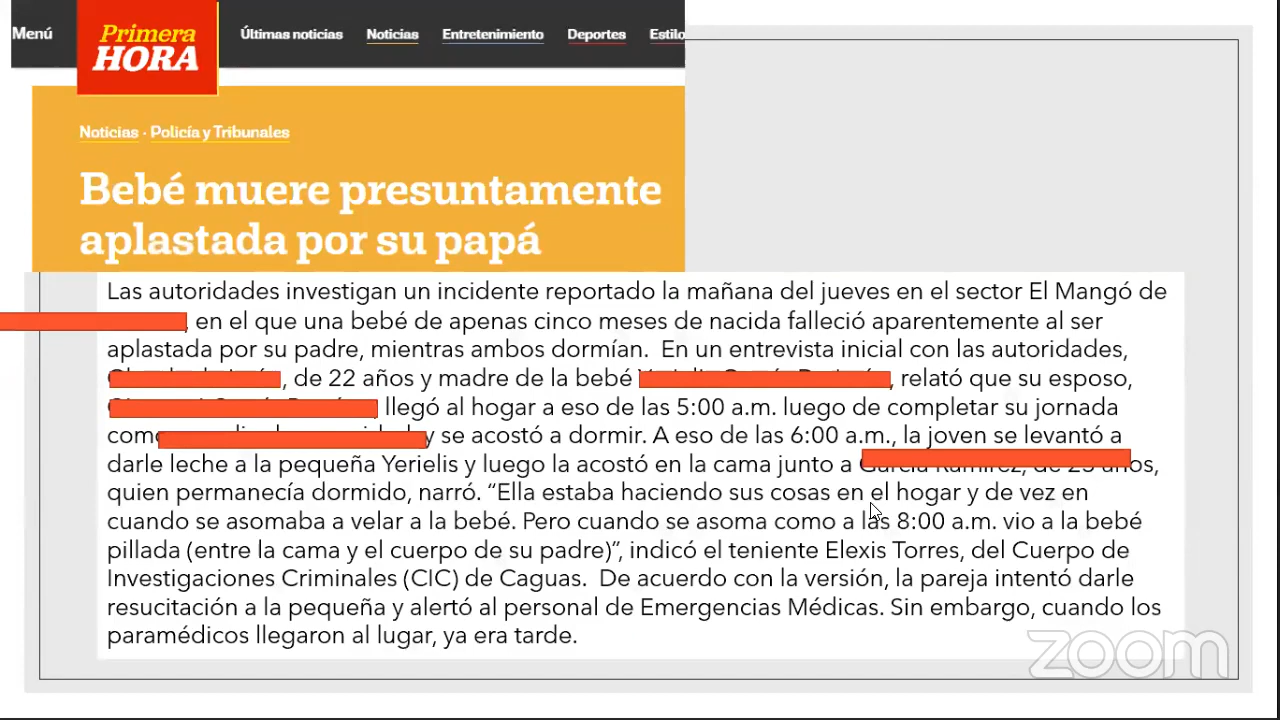 Menú
Primera
HORA
Últimas noticias Noticias Entretenimiento Deportes Estilo
Noticias · Policía y Tribunales
Bebé muere presuntamente
aplastada por su papá
Las autoridades investigan un incidente reportado la mañana del jueves en el sector El Mangó de
, en el que una bebé de apenas cinco meses de nacida falleció aparentemente al ser
aplastada por su padre, mientras ambos dormían. En un entrevista inicial con las autoridades,
, de 22 años y madre de la bebé , relató que su esposo,
, llegó al hogar a eso de las 5:00 a.m. luego de completar su jornada
como y se acostó a dormir. A eso de las 6:00 a.m., la joven se levantó a
darle leche a la pequeña Yerielis y luego la acostó en la cama junto a
quien permanecía dormido, narró. “Ella estaba haciendo sus cosas en el hogar y de vez en
cuando se asomaba a velar a la bebé. Pero cuando se asoma como a las 8:00 a.m. vio a la bebé
pillada (entre la cama y el cuerpo de su padre)”, indicó el teniente Elexis Torres, del Cuerpo de
Investigaciones Criminales (CIC) de Caguas. De acuerdo con la versión, la pareja intentó darle
resucitación a la pequeña y alertó al personal de Emergencias Médicas. Sin embargo, cuando los
paramédicos llegaron al lugar, ya era tarde.
zoom